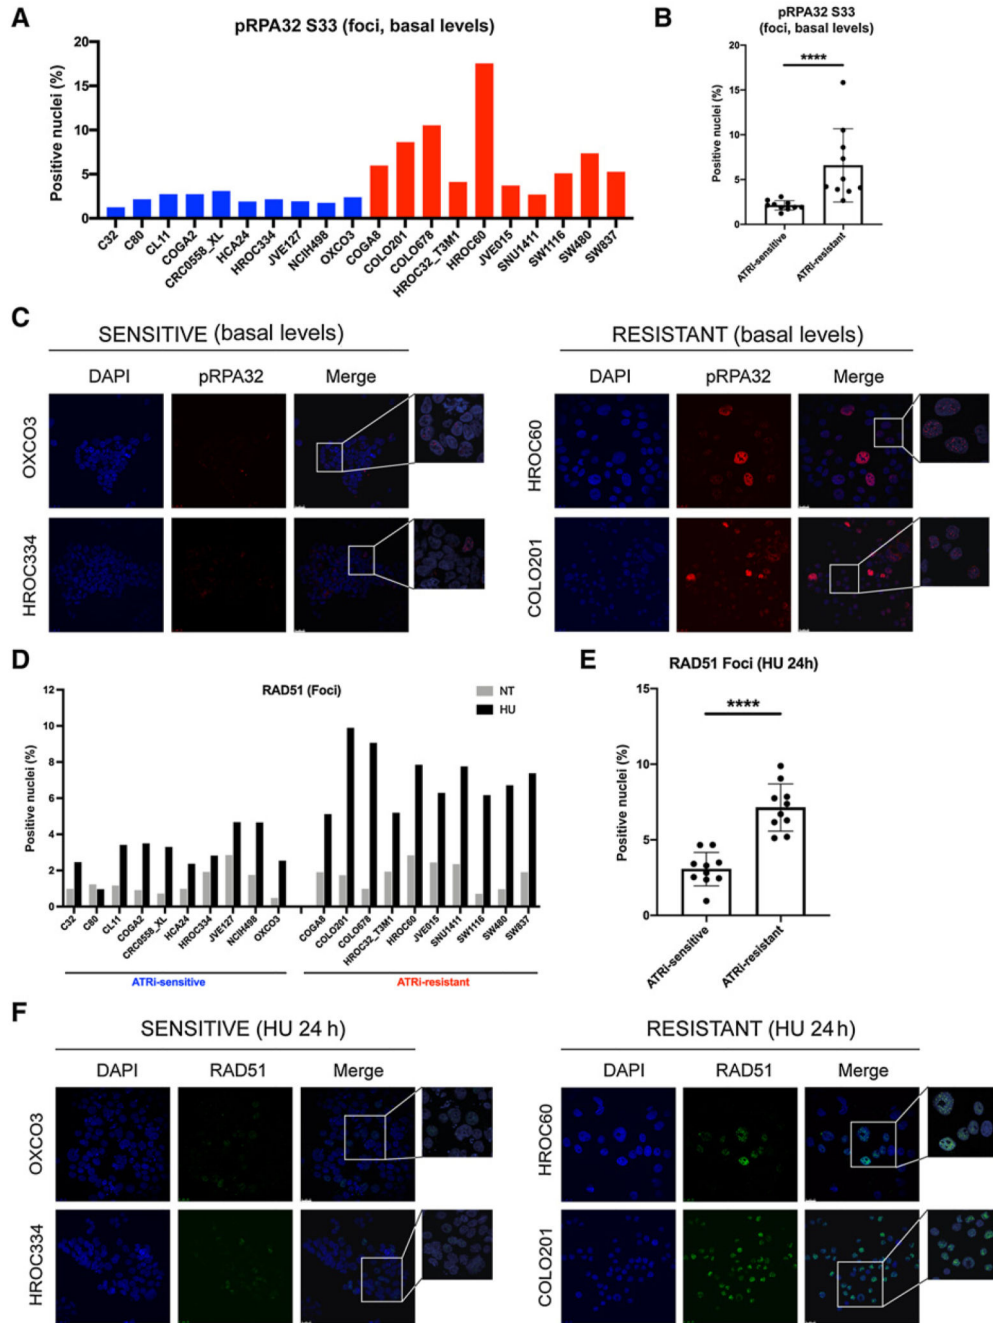 A
pRPA32 S33 (foci, basal levels)
Positive nuclei (%)
20
15
10
5
0
C32
C80
CL11
COGA2
CRC0558_XL
HCA24
HROC334
JVE127
NCIH498
OXCO3
COGA8
COLO201
COLO678
HROC32_T3M1
HROC60
JVE015
SNU1411
SW1116
SW480
SW837
B
pRPA32 S33
(foci, basal levels)
****
Positive nuclei (%)
20
15
10
5
0
ATRi-sensitive
ATRi-resistant
C
SENSITIVE (basal levels)
DAPI
pRPA32
Merge
OXCO3
HROC334
RESISTANT (basal levels)
DAPI
pRPA32
Merge
HROC60
COLO201
D
RAD51 (Foci)
NT
HU
Positive nuclei (%)
12
10
8
6
4
2
0
C32
C80
CL11
COGA2
CRC0558_XL
HCA24
HROC334
JVE127
NCIH498
OXCO3
COGA8
COLO201
COLO678
HROC32_T3M1
HROC60
JVE015
SNU1411
SW1116
SW480
SW837
ATRi-sensitive
ATRi-resistant
E
RAD51 Foci (HU 24h)
****
Positive nuclei (%)
15
10
5
0
ATRi-sensitive
ATRi-resistant
F
SENSITIVE (HU 24 h)
DAPI
RAD51
Merge
OXCO3
HROC334
RESISTANT (HU 24 h)
DAPI
RAD51
Merge
HROC60
COLO201